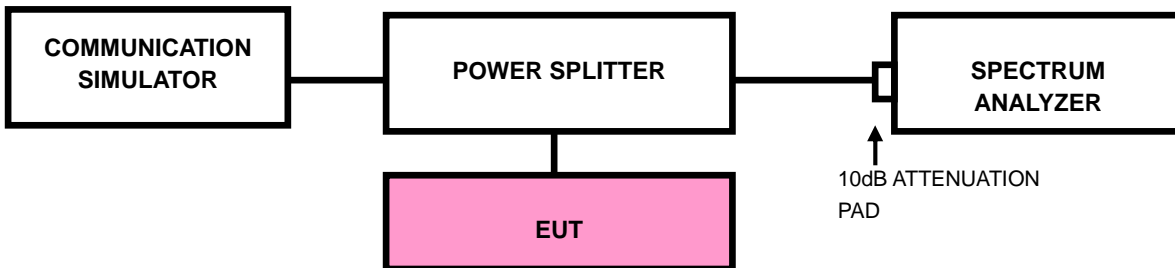 COMMUNICATION
SIMULATOR
POWER SPLITTER
SPECTRUM
ANALYZER
10dB ATTENUATION
PAD
EUT